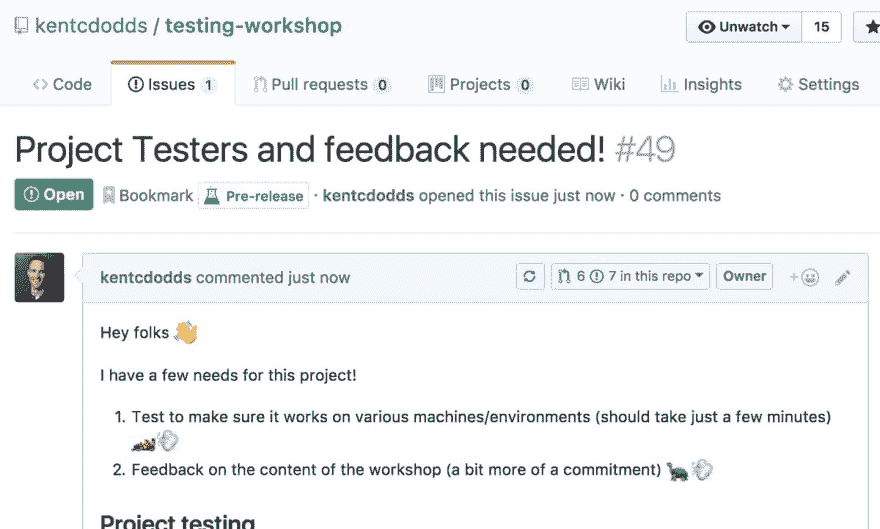 kentcdodds / testing-workshop
Unwatch 15
Code Issues 1 Pull requests 0 Projects 0 Wiki Insights Settings
Project Testers and feedback needed! #49
Open Bookmark Pre-release · kentcdodds opened this issue just now · 0 comments
kentcdodds commented just now 6 7 in this repo Owner
Hey folks 👋
I have a few needs for this project!
1. Test to make sure it works on various machines/environments (should take just a few minutes)
🏎💨
2. Feedback on the content of the workshop (a bit more of a commitment) 🐢💨
Project testing